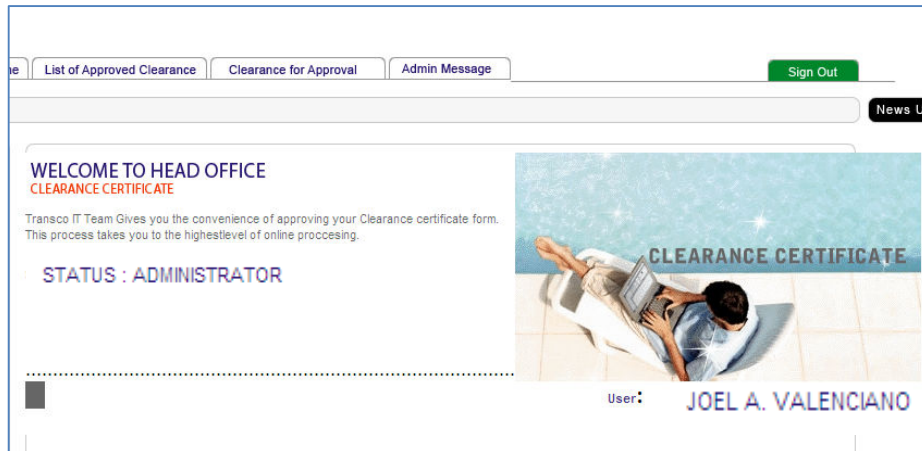 List of Approved Clearance
Clearance for Approval
Admin Message
Sign Out
News
WELCOME TO HEAD OFFICE
CLEARANCE CERTIFICATE
Transco IT Team Gives you the convenience of approving your Clearance certificate form.
This process takes you to the highestlevel of online proccesing.
CLEARANCE CERTIFICATE
STATUS : ADMINISTRATOR
User:
JOEL A. VALENCIANO